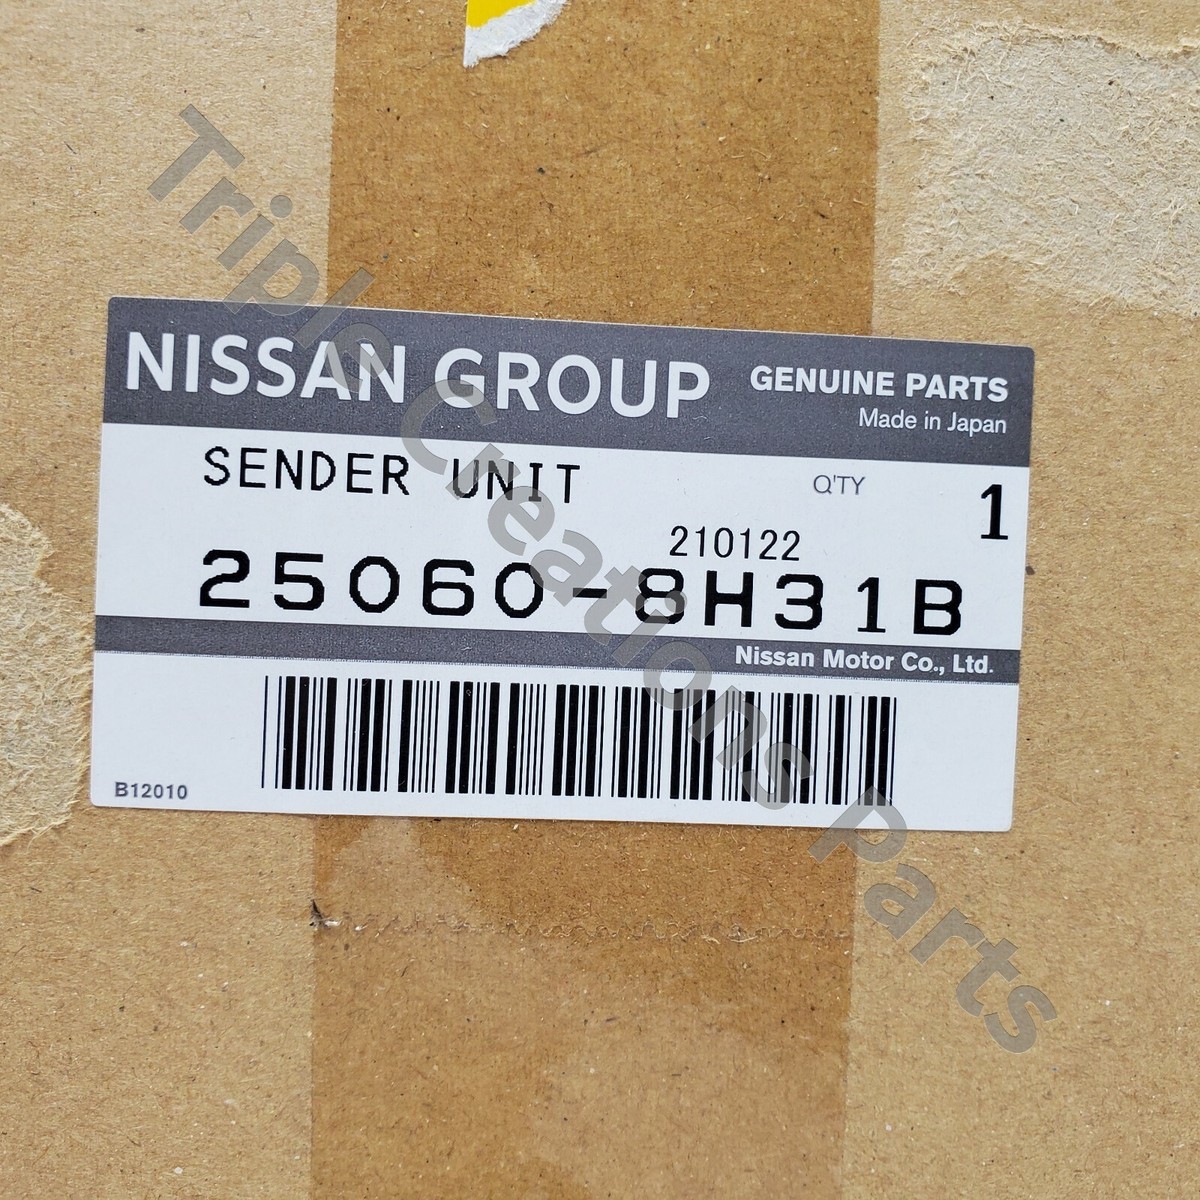 NISSAN GROUP
GENUINE PARTS
Made in Japan
SENDER UNIT
Q'TY
1
210122
25060-8H31B
Nissan Motor Co., Ltd.
B12010
Triple Creations Parts